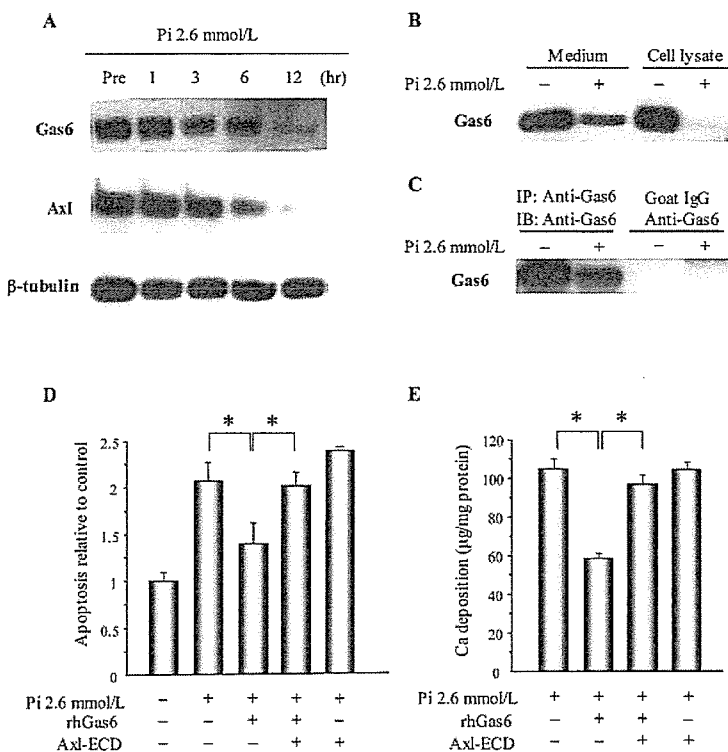 A
Pi 2.6 mmol/L
Pre 1 3 6 12 (hr)
Gas6
Axl
β-tubulin
B
Medium Cell lysate
Pi 2.6 mmol/L − + − +
Gas6
C
IP: Anti-Gas6 Goat IgG
IB: Anti-Gas6 Anti-Gas6
Pi 2.6 mmol/L − + − +
Gas6
D
* *
Apoptosis relative to control
2.5
2
1.5
1
0.5
0
Pi 2.6 mmol/L − + + + +
rhGas6 − − + + −
Axl-ECD − − − + +
E
* *
Ca deposition (μg/mg protein)
120
100
80
60
40
20
0
Pi 2.6 mmol/L + + + +
rhGas6 − + + −
Axl-ECD − − + +